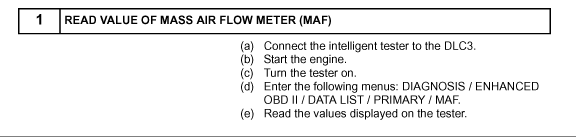 1 READ VALUE OF MASS AIR FLOW METER (MAF)
(a) Connect the intelligent tester to the DLC3.
(b) Start the engine.
(c) Turn the tester on.
(d) Enter the following menus: DIAGNOSIS / ENHANCED
OBD II / DATA LIST / PRIMARY / MAF.
(e) Read the values displayed on the tester.